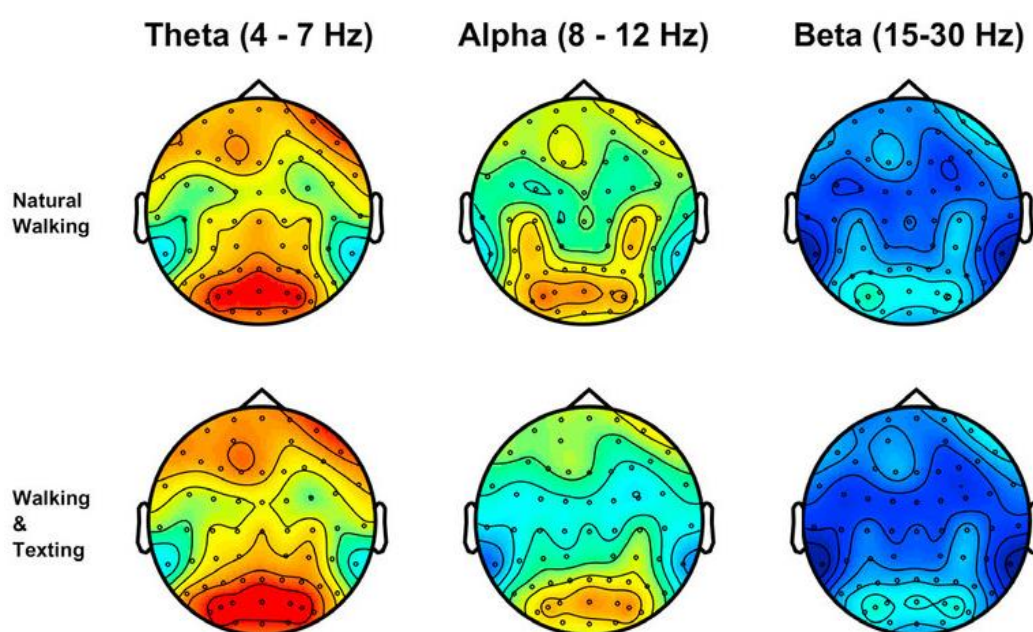 Theta (4 - 7 Hz) Alpha (8 - 12 Hz) Beta (15-30 Hz)
Natural
Walking
Walking
&
Texting